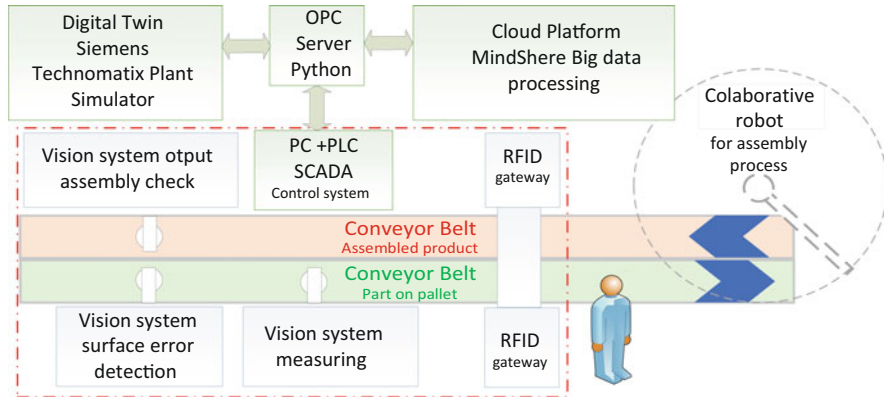 Digital Twin
Siemens
Technomatix Plant
Simulator
OPC
Server
Python
Cloud Platform
MindShere Big data
processing
Colaborative
robot
for assembly
process
Vision system otput
assembly check
PC +PLC
SCADA
Control system
RFID
gateway
Conveyor Belt
Assembled product
Conveyor Belt
Part on pallet
Vision system
surface error
detection
Vision system
measuring
RFID
gateway